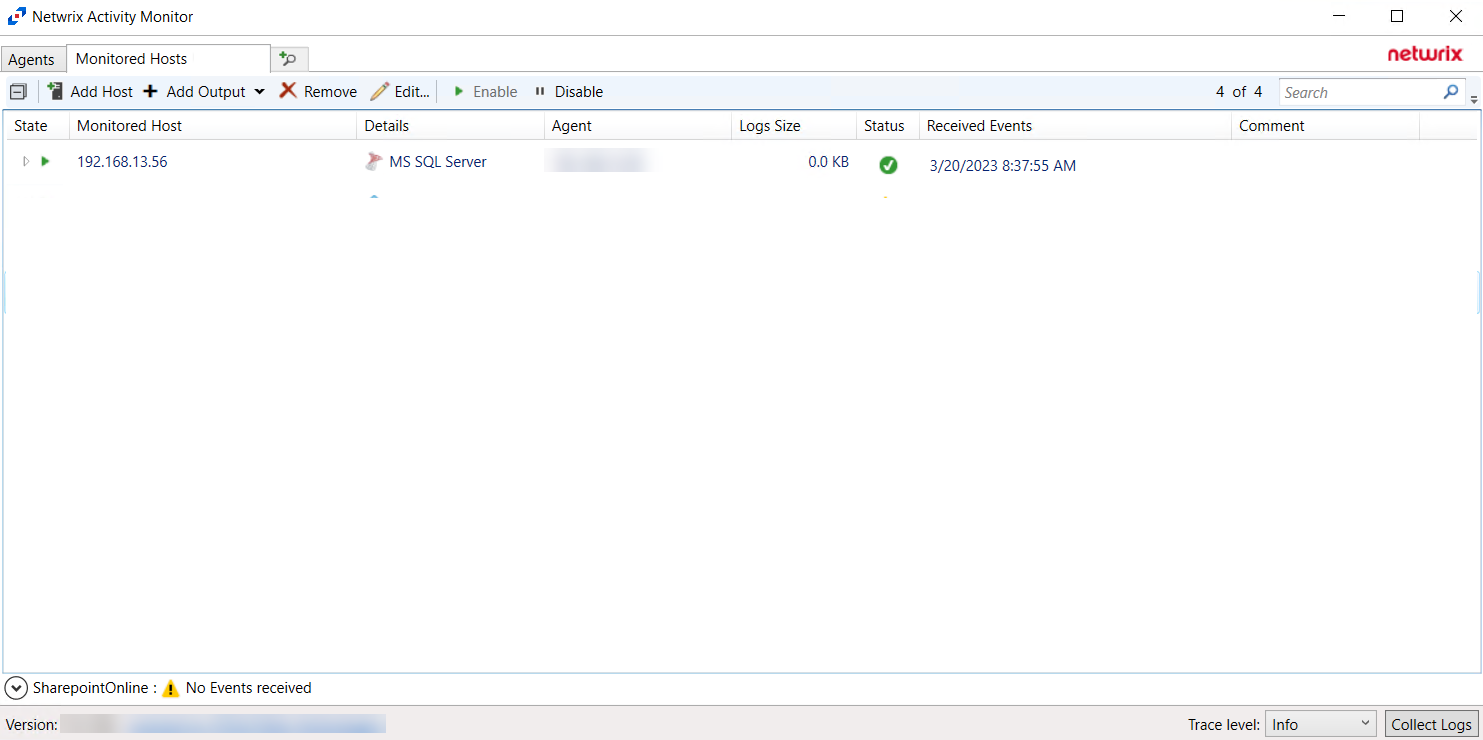 Netwrix Activity Monitor
Agents Monitored Hosts netwrix
Add Host Add Output Remove Edit... Enable Disable 4 of 4 Search
State Monitored Host Details Agent Logs Size Status Received Events Comment
192.168.13.56 MS SQL Server 0.0 KB 3/20/2023 8:37:55 AM
SharepointOnline : No Events received
Version: Trace level: Info Collect Logs